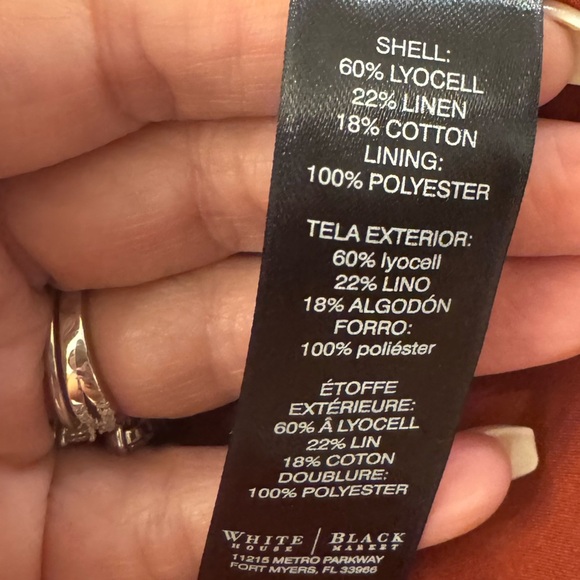 SHELL:
60% LYOCELL
22% LINEN
18% COTTON
LINING:
100% POLYESTER
TELA EXTERIOR:
60% lyocell
22% LINO
18% ALGODÓN
FORRO:
100% poliéster
ÉTOFFE
EXTÉRIEURE:
60% Â LYOCELL
22% LIN
18% COTON
DOUBLURE:
100% POLYESTER
WHITE | BLACK
HOUSE MARKET
11215 METRO PARKWAY
FORT MYERS, FL 33966